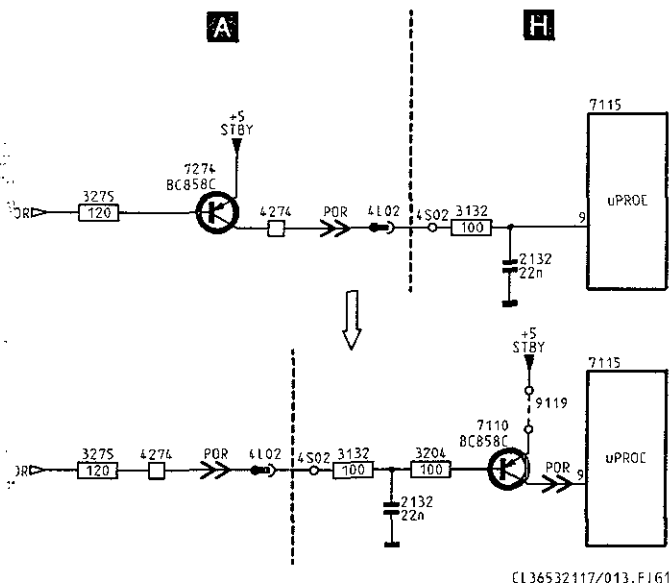 A
H
7115
+5
STBY
7274
BC858C
3275
4274
POR
4L02
4S02
3132
120
100
9
uPROC
2132
22n
+5
STBY
7115
9119
7110
BC858C
3275
4274
POR
4L02
4S02
3132
3204
120
100
100
POR
9
uPROC
2132
22n
CL36532117/013.FIG1